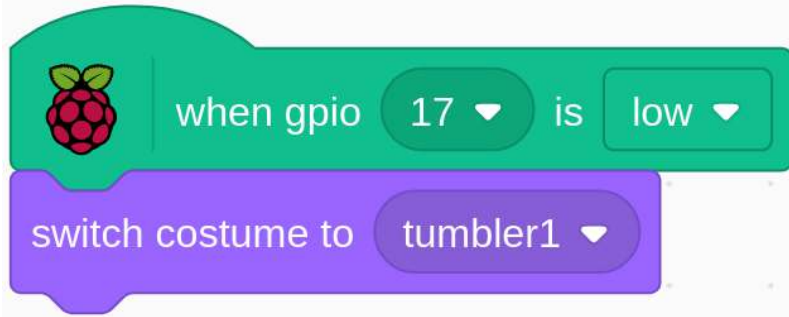 when gpio 17 is low
switch costume to tumbler1